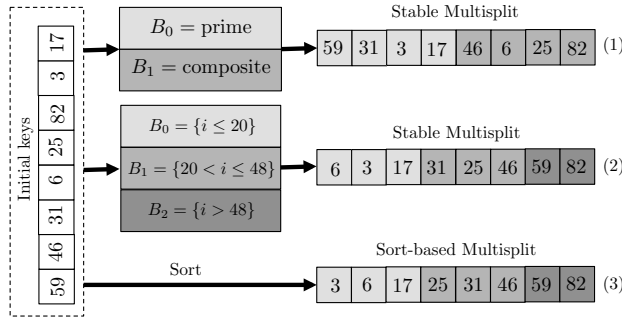 Initial keys
17
3
82
25
6
31
46
59
B₀ = prime
B₁ = composite
Stable Multisplit
59 31 3 17 46 6 25 82 (1)
B₀ = {i ≤ 20}
B₁ = {20 < i ≤ 48}
B₂ = {i > 48}
Stable Multisplit
6 3 17 31 25 46 59 82 (2)
Sort
Sort-based Multisplit
3 6 17 25 31 46 59 82 (3)